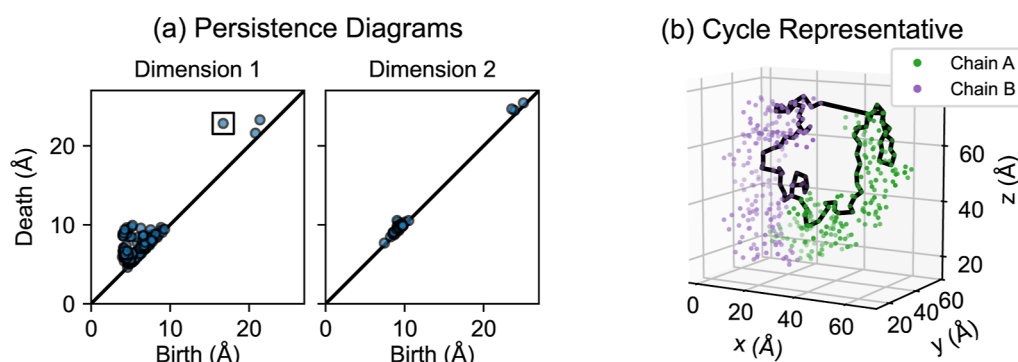 (a) Persistence Diagrams
Dimension 1
Dimension 2
Death (Å)
20
10
0
0
10
20
Birth (Å)
0
10
20
Birth (Å)
(b) Cycle Representative
Chain A
Chain B
60
40
20
z (Å)
0
20
40
60
x (Å)
20
40
60
y (Å)